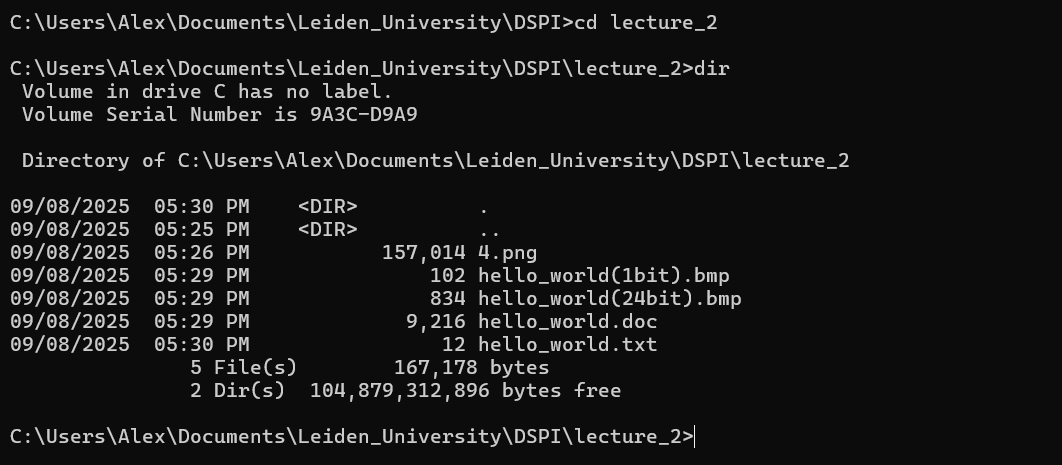 C:\Users\Alex\Documents\Leiden_University\DSPI>cd lecture_2
C:\Users\Alex\Documents\Leiden_University\DSPI\lecture_2>dir
 Volume in drive C has no label.
 Volume Serial Number is 9A3C-D9A9
 Directory of C:\Users\Alex\Documents\Leiden_University\DSPI\lecture_2
09/08/2025  05:30 PM    <DIR>          .
09/08/2025  05:25 PM    <DIR>          ..
09/08/2025  05:26 PM           157,014 4.png
09/08/2025  05:29 PM               102 hello_world(1bit).bmp
09/08/2025  05:29 PM               834 hello_world(24bit).bmp
09/08/2025  05:29 PM             9,216 hello_world.doc
09/08/2025  05:30 PM                12 hello_world.txt
               5 File(s)        167,178 bytes
               2 Dir(s)  104,879,312,896 bytes free
C:\Users\Alex\Documents\Leiden_University\DSPI\lecture_2>